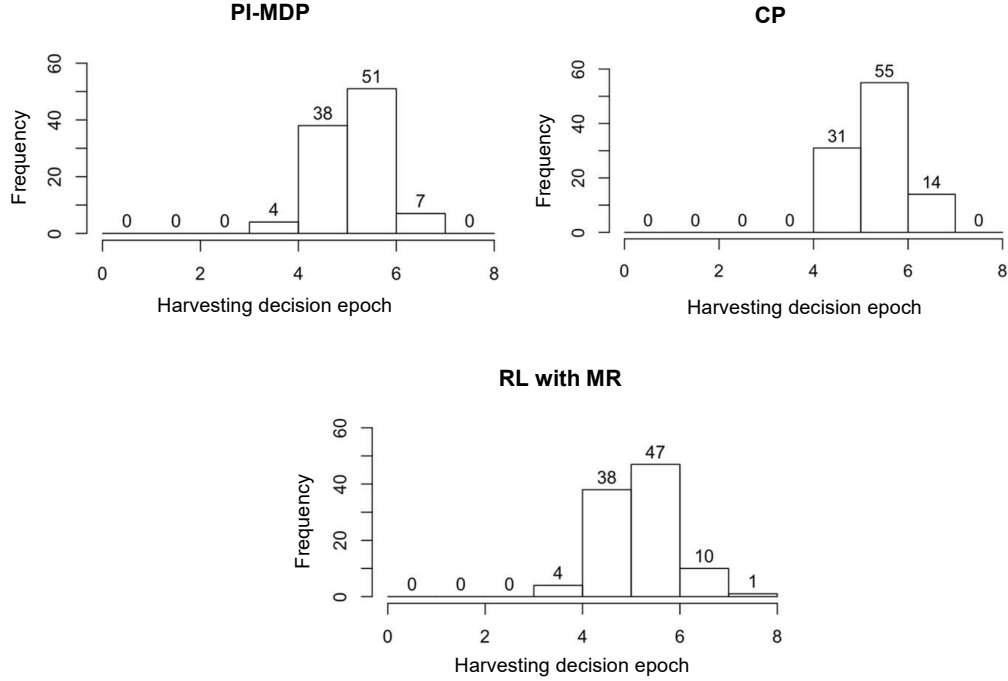 PI-MDP
60
40
20
0
Frequency
0 0 0 4 38 51 7 0
0 2 4 6 8
Harvesting decision epoch
CP
60
40
20
0
Frequency
0 0 0 0 31 55 14 0
0 2 4 6 8
Harvesting decision epoch
RL with MR
60
40
20
0
Frequency
0 0 0 4 38 47 10 1
0 2 4 6 8
Harvesting decision epoch